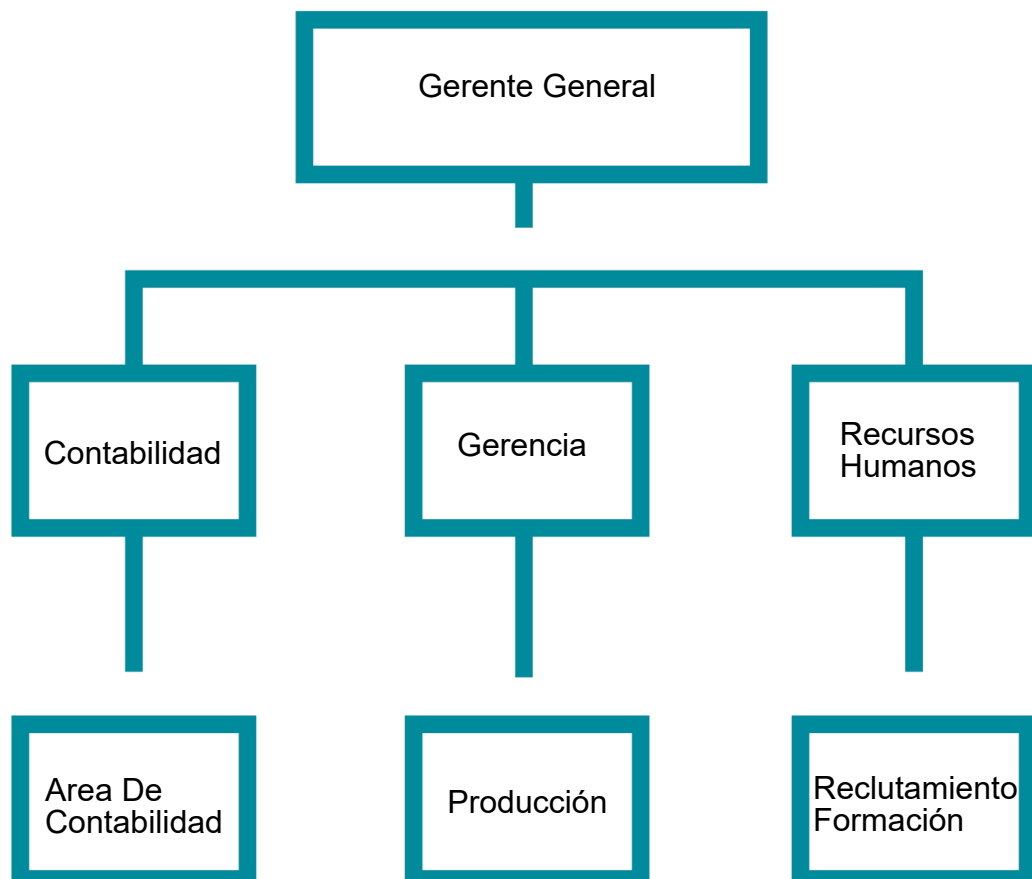 Gerente General
Contabilidad
Gerencia
Recursos
Humanos
Area De
Contabilidad
Producción
Reclutamiento
Formación